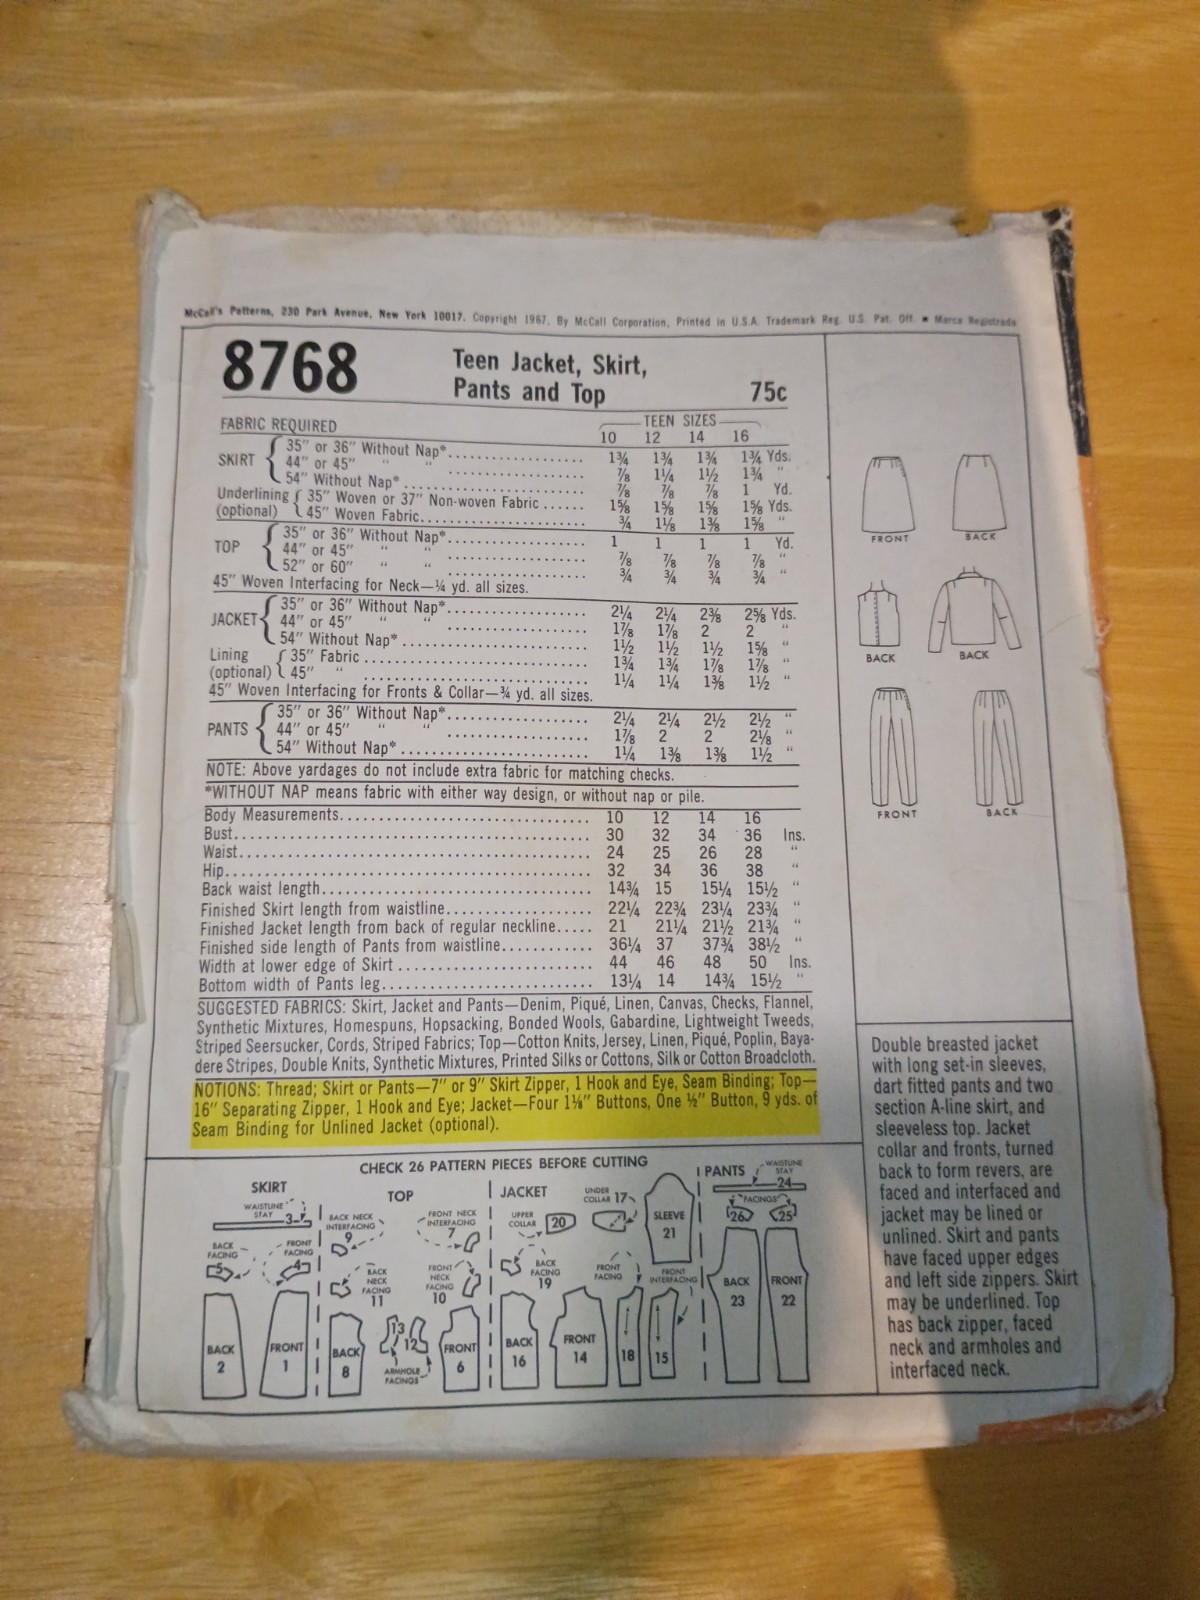 McCall's Patterns, 230 Park Avenue, New York 10017. Copyright 1967, By McCall Corporation, Printed in U.S.A. Trademark Reg. U.S. Pat. Off. ★ Marca Registrada
8768
Teen Jacket, Skirt,
Pants and Top
75c
FABRIC REQUIRED
TEEN SIZES
10 12 14 16
SKIRT
35" or 36" Without Nap* 1¾ 1¾ 1¾ 1¾ Yds.
44" or 45" " " ⅞ 1¼ 1½ 1¾ "
54" Without Nap* ⅞ ⅞ ⅞ 1 Yd.
Underlining (optional)
35" Woven or 37" Non-woven Fabric 1⅝ 1⅝ 1⅝ 1⅝ Yds.
45" Woven Fabric ¾ 1⅛ 1⅜ 1⅝ "
TOP
35" or 36" Without Nap* 1 1 1 1 Yd.
44" or 45" " " ⅞ ⅞ ⅞ ⅞ "
52" or 60" " " ¾ ¾ ¾ ¾ "
45" Woven Interfacing for Neck—¼ yd. all sizes.
JACKET
35" or 36" Without Nap* 2¼ 2¼ 2⅜ 2⅝ Yds.
44" or 45" " " 1⅞ 1⅞ 2 2 "
54" Without Nap* 1½ 1½ 1½ 1⅝ "
Lining (optional)
35" Fabric 1¾ 1¾ 1⅞ 1⅞ "
45" " 1¼ 1¼ 1⅜ 1½ "
45" Woven Interfacing for Fronts & Collar—¾ yd. all sizes.
PANTS
35" or 36" Without Nap* 2¼ 2¼ 2½ 2½ "
44" or 45" " " 1⅞ 2 2 2⅛ "
54" Without Nap* 1¼ 1⅜ 1⅜ 1½ "
NOTE: Above yardages do not include extra fabric for matching checks.
*WITHOUT NAP means fabric with either way design, or without nap or pile.
Body Measurements 10 12 14 16
Bust 30 32 34 36 Ins.
Waist 24 25 26 28 "
Hip 32 34 36 38 "
Back waist length 14¾ 15 15¼ 15½ "
Finished Skirt length from waistline 22¼ 22¾ 23¼ 23¾ "
Finished Jacket length from back of regular neckline 21 21¼ 21½ 21¾ "
Finished side length of Pants from waistline 36¼ 37 37¾ 38½ "
Width at lower edge of Skirt 44 46 48 50 Ins.
Bottom width of Pants leg 13¼ 14 14¾ 15½ "
SUGGESTED FABRICS: Skirt, Jacket and Pants—Denim, Piqué, Linen, Canvas, Checks, Flannel,
Synthetic Mixtures, Homespuns, Hopsacking, Bonded Wools, Gabardine, Lightweight Tweeds,
Striped Seersucker, Cords, Striped Fabrics; Top—Cotton Knits, Jersey, Linen, Piqué, Poplin, Baya-
dere Stripes, Double Knits, Synthetic Mixtures, Printed Silks or Cottons, Silk or Cotton Broadcloth.
NOTIONS: Thread; Skirt or Pants—7" or 9" Skirt Zipper, 1 Hook and Eye, Seam Binding; Top—
16" Separating Zipper, 1 Hook and Eye; Jacket—Four 1⅛" Buttons, One ½" Button, 9 yds. of
Seam Binding for Unlined Jacket (optional).
FRONT BACK
BACK BACK
FRONT BACK
Double breasted jacket
with long set-in sleeves,
dart fitted pants and two
section A-line skirt, and
sleeveless top. Jacket
collar and fronts, turned
back to form revers, are
faced and interfaced and
jacket may be lined or
unlined. Skirt and pants
have faced upper edges
and left side zippers. Skirt
may be underlined. Top
has back zipper, faced
neck and armholes and
interfaced neck.
CHECK 26 PATTERN PIECES BEFORE CUTTING
SKIRT
WAISTLINE STAY 3
BACK FACING 5
FRONT FACING 4
BACK 2
FRONT 1
TOP
BACK NECK INTERFACING 9
FRONT NECK INTERFACING 7
BACK NECK FACING 11
FRONT NECK FACING 10
BACK 8
13 12
ARMHOLE FACINGS
FRONT 6
JACKET
UNDER COLLAR 17
UPPER COLLAR 20
SLEEVE 21
BACK FACING 19
FRONT FACING
FRONT INTERFACING
BACK 16
FRONT 14
18
15
PANTS
WAISTLINE STAY
24
FACINGS
26 25
BACK 23
FRONT 22